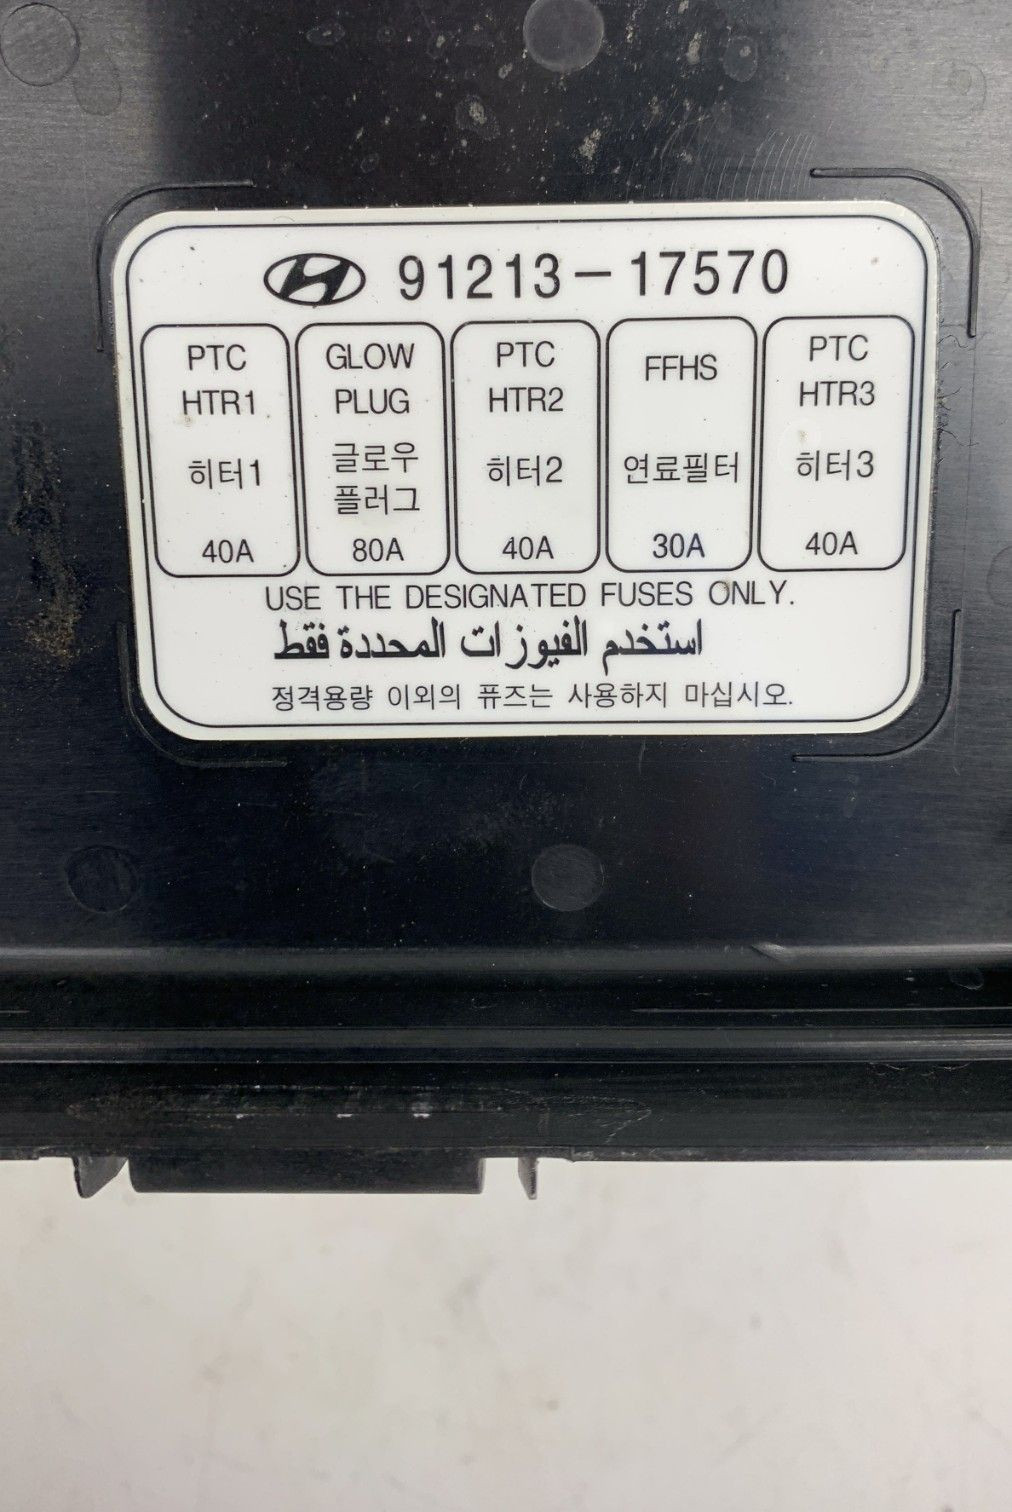 91213-17570
PTC
HTR1
히터1
40A
GLOW
PLUG
글로우
플러그
80A
PTC
HTR2
히터2
40A
FFHS
연료필터
30A
PTC
HTR3
히터3
40A
USE THE DESIGNATED FUSES ONLY.
استخدم الفيوزات المحددة فقط
정격용량 이외의 퓨즈는 사용하지 마십시오.